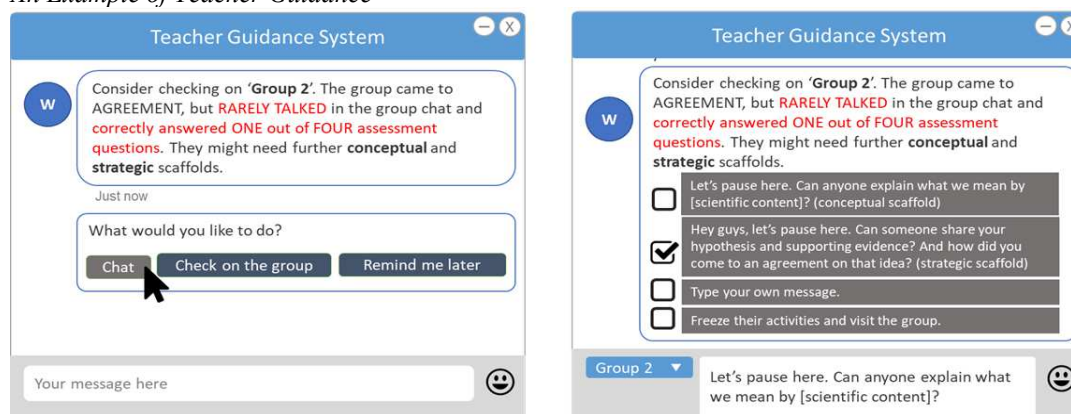 An Example of Teacher Guidance
Teacher Guidance System
W
Consider checking on ‘Group 2’. The group came to
AGREEMENT, but RARELY TALKED in the group chat and
correctly answered ONE out of FOUR assessment
questions. They might need further conceptual and
strategic scaffolds.
Just now
What would you like to do?
Chat
Check on the group
Remind me later
Your message here
Teacher Guidance System
W
Consider checking on ‘Group 2’. The group came to
AGREEMENT, but RARELY TALKED in the group chat and
correctly answered ONE out of FOUR assessment
questions. They might need further conceptual and
strategic scaffolds.
Let’s pause here. Can anyone explain what we mean by
[scientific content]? (conceptual scaffold)
Hey guys, let’s pause here. Can someone share your
hypothesis and supporting evidence? And how did you
come to an agreement on that idea? (strategic scaffold)
Type your own message.
Freeze their activities and visit the group.
Group 2
Let’s pause here. Can anyone explain what
we mean by [scientific content]?